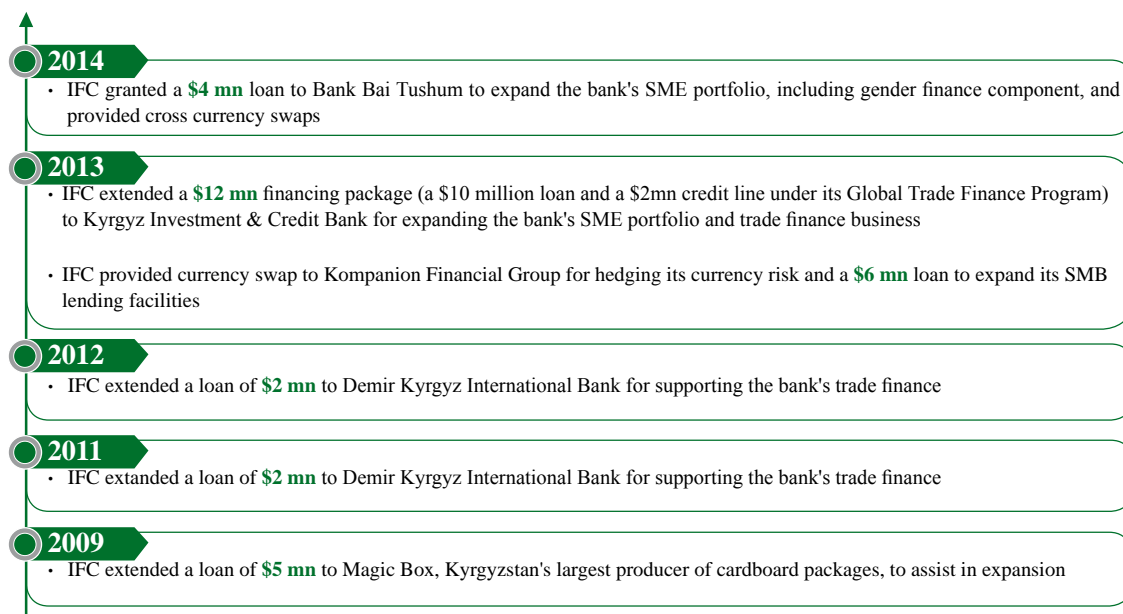 2014
• IFC granted a $4 mn loan to Bank Bai Tushum to expand the bank's SME portfolio, including gender finance component, and
provided cross currency swaps
2013
• IFC extended a $12 mn financing package (a $10 million loan and a $2mn credit line under its Global Trade Finance Program)
to Kyrgyz Investment & Credit Bank for expanding the bank's SME portfolio and trade finance business
• IFC provided currency swap to Kompanion Financial Group for hedging its currency risk and a $6 mn loan to expand its SMB
lending facilities
2012
• IFC extended a loan of $2 mn to Demir Kyrgyz International Bank for supporting the bank's trade finance
2011
• IFC extanded a loan of $2 mn to Demir Kyrgyz International Bank for supporting the bank's trade finance
2009
• IFC extended a loan of $5 mn to Magic Box, Kyrgyzstan's largest producer of cardboard packages, to assist in expansion